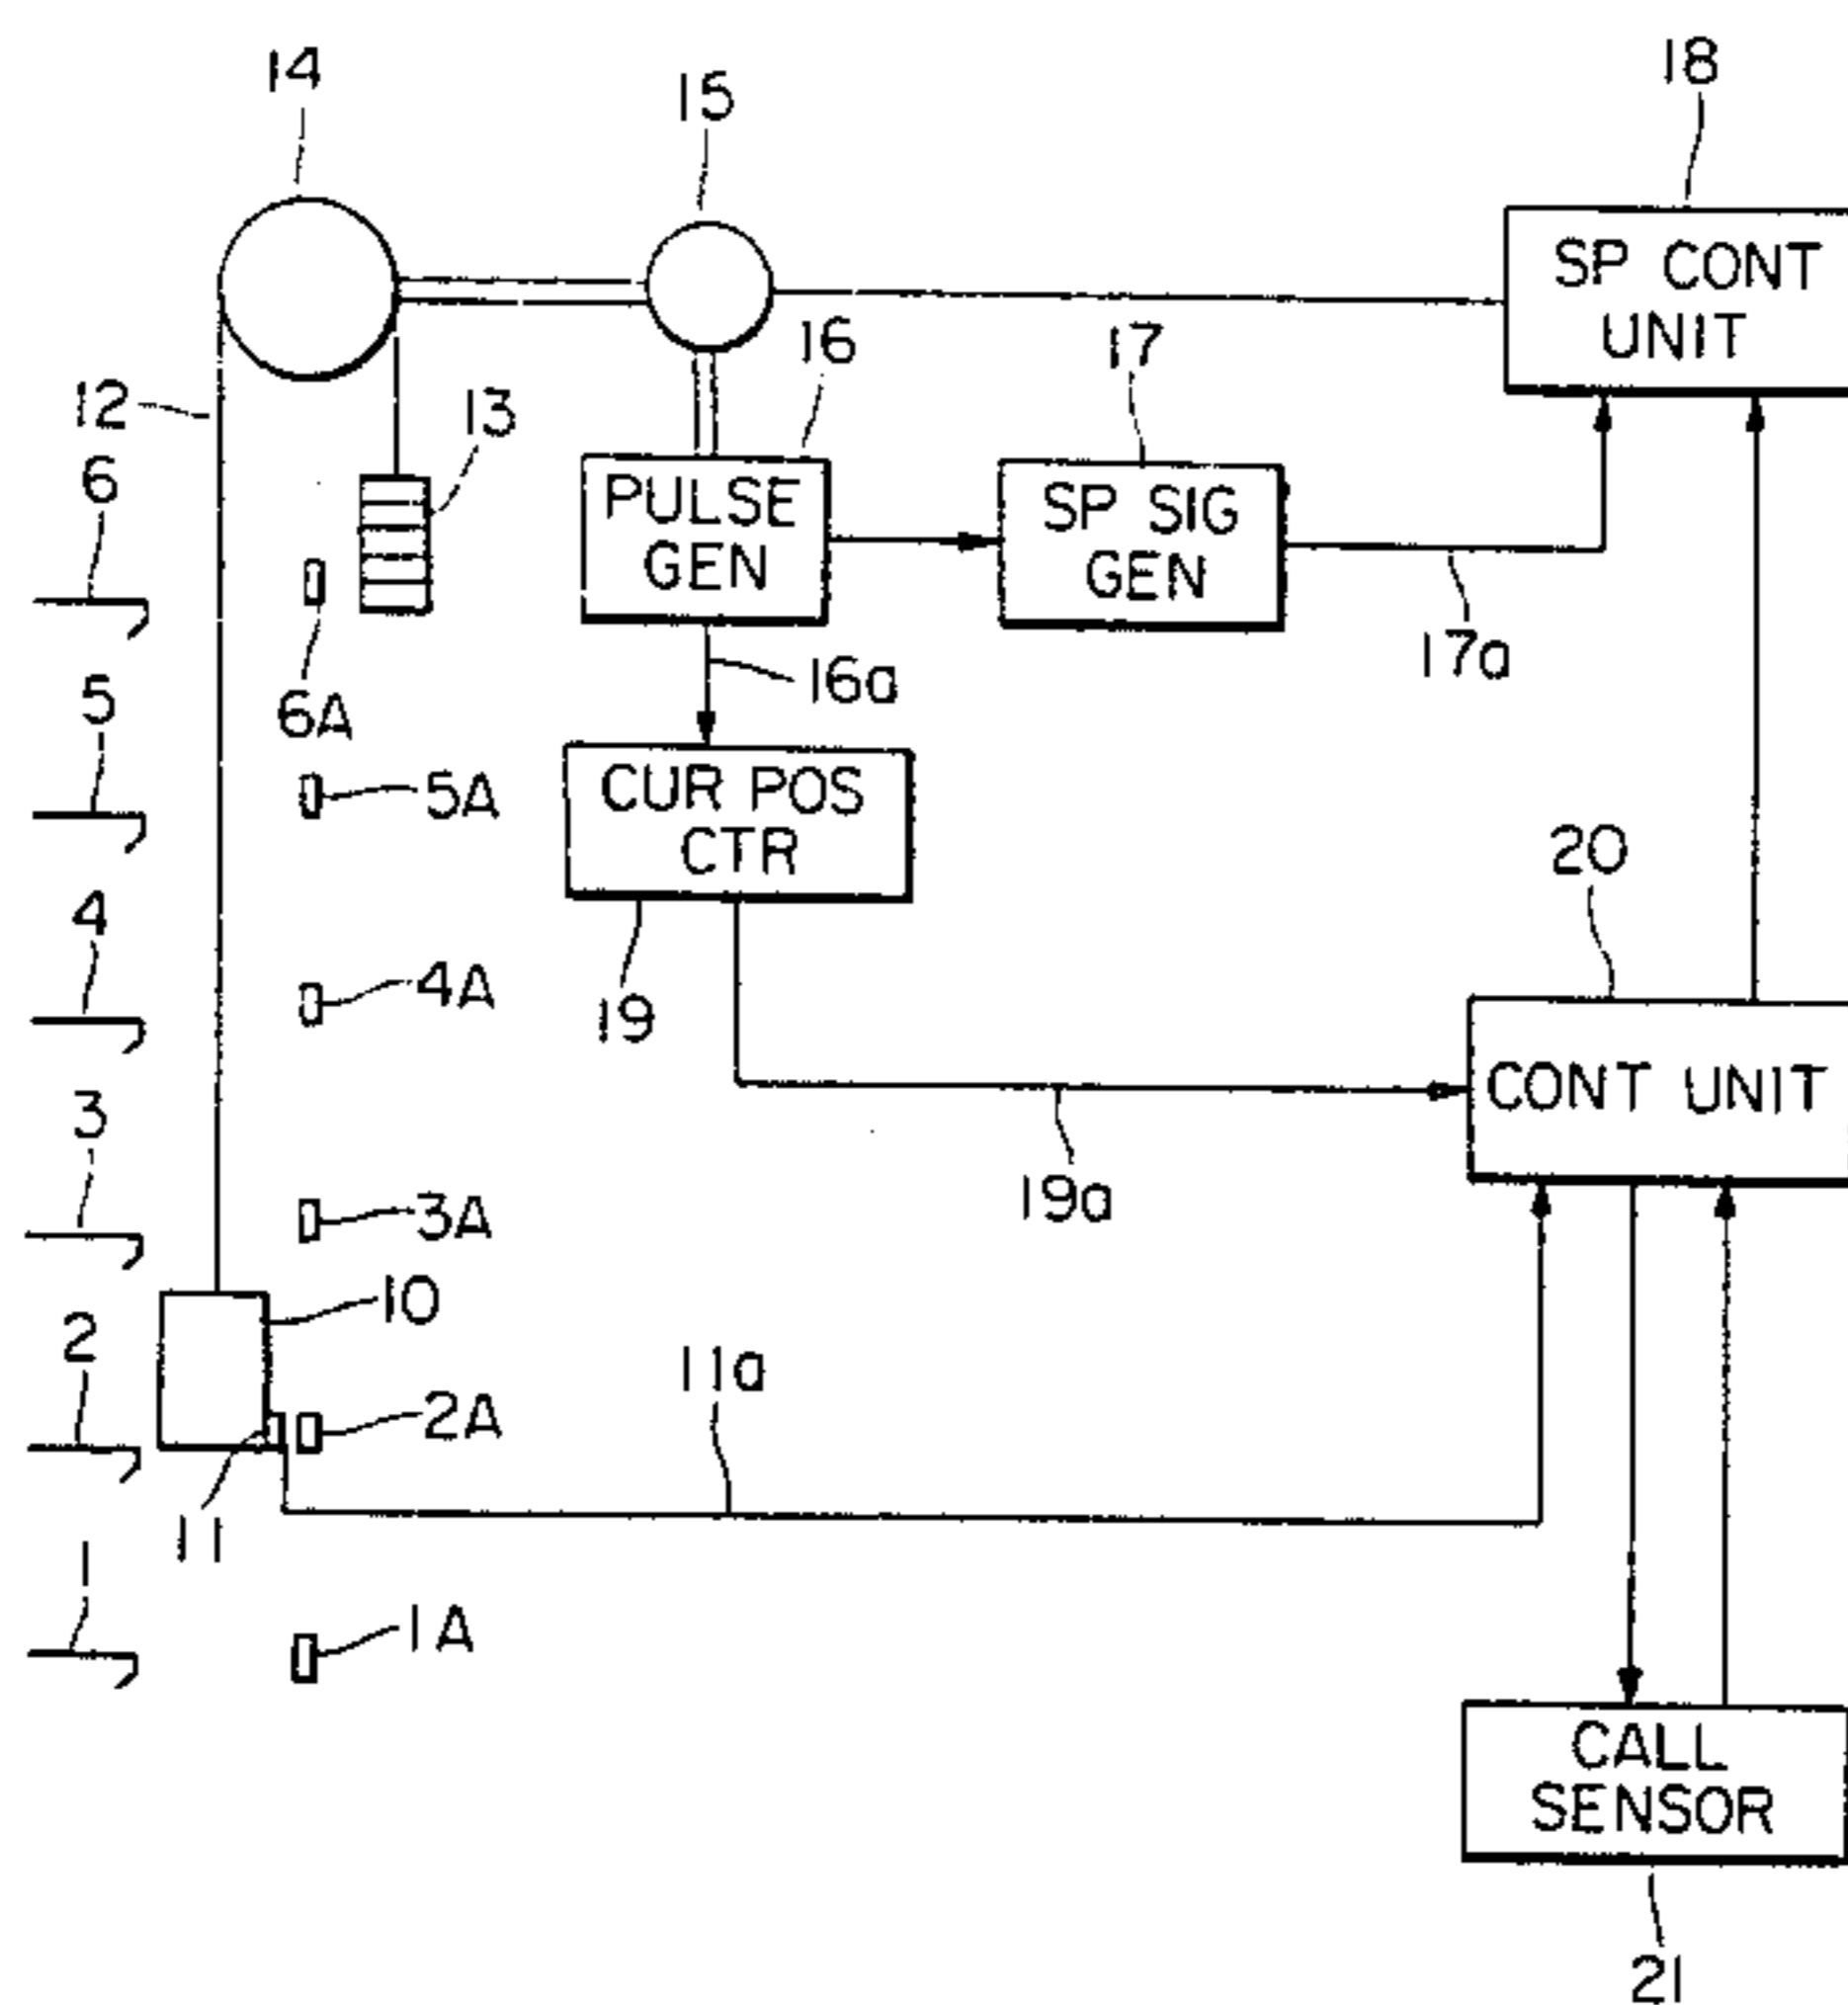 14
15
18
SP CONT
UNIT
16
17
12
13
6
PULSE
GEN
SP SIG
GEN
17a
16a
6A
5
5A
CUR POS
CTR
20
4
4A
19
3
CONT UNIT
19a
3A
10
2
11a
2A
11
1
1A
CALL
SENSOR
21